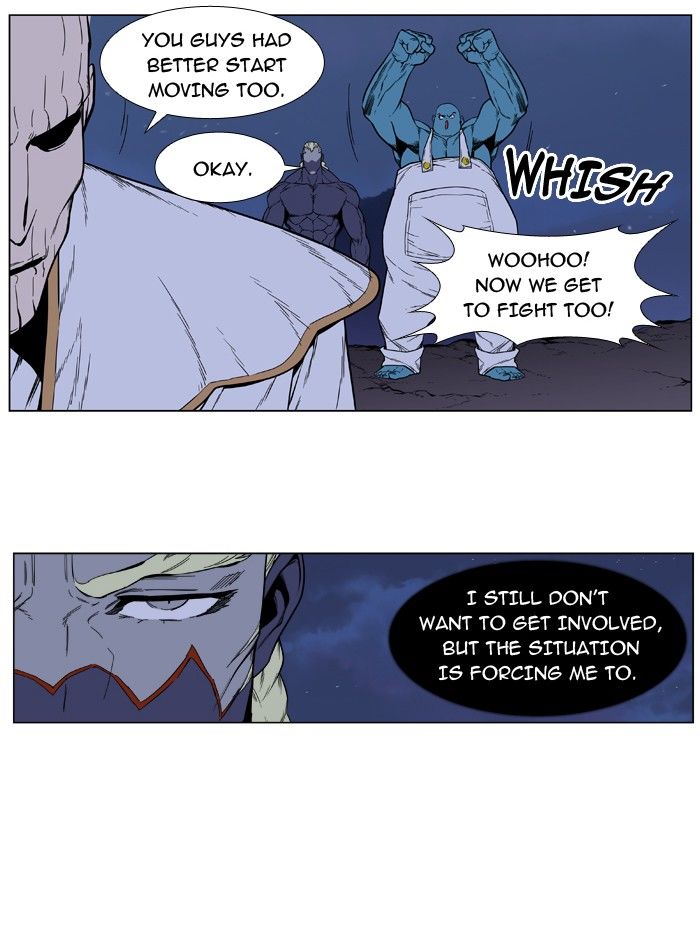 YOU GUYS HAD
BETTER START
MOVING TOO.
OKAY.
WHISH
WOOHOO!
NOW WE GET
TO FIGHT TOO!
I STILL DON'T
WANT TO GET INVOLVED,
BUT THE SITUATION
IS FORCING ME TO.